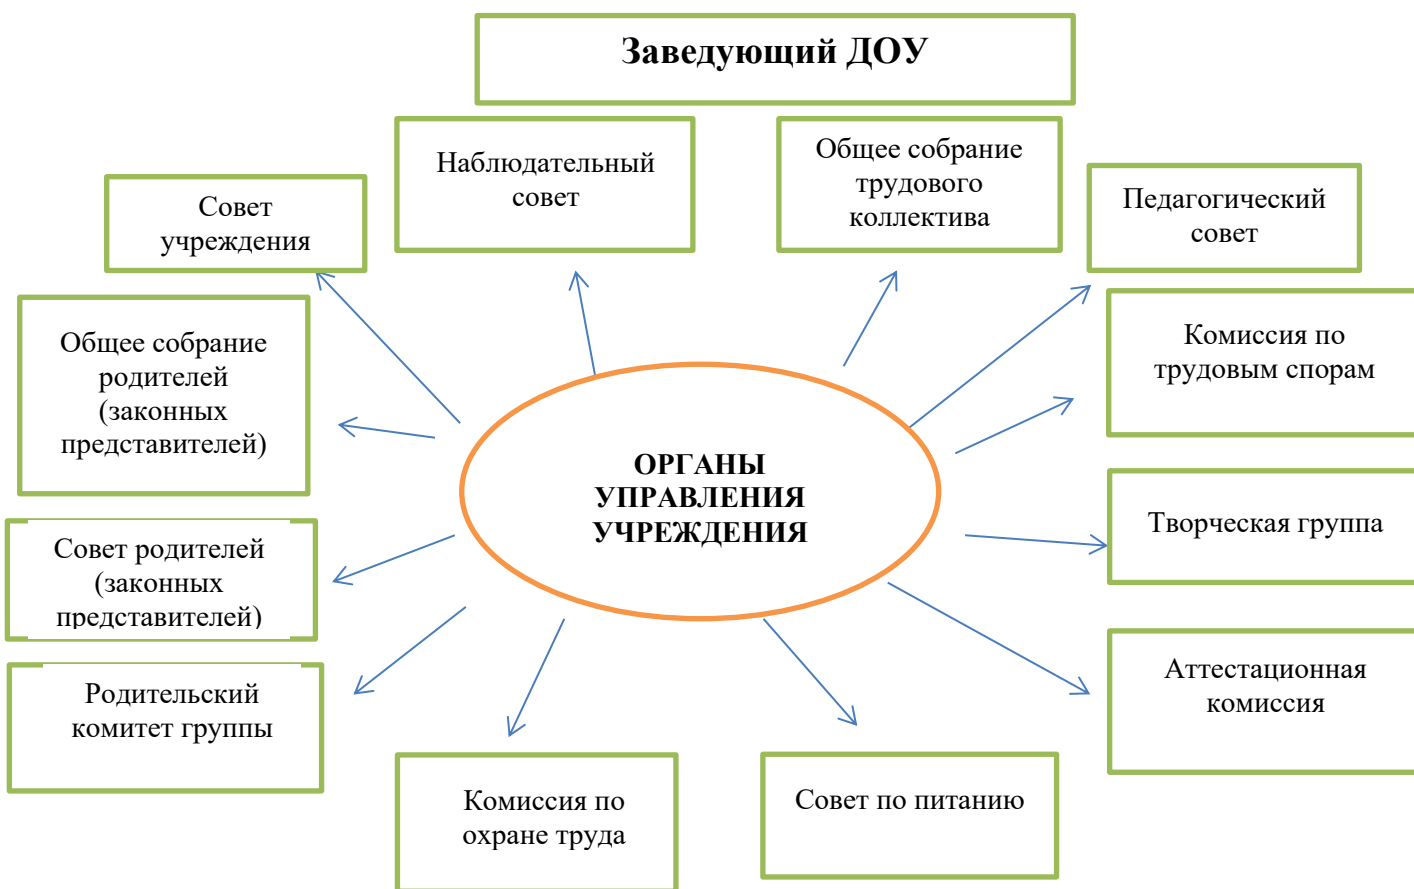 Заведующий ДОУ
Наблюдательный
совет
Общее собрание
трудового
коллектива
Совет
учреждения
Педагогический
совет
Общее собрание
родителей
(законных
представителей)
Комиссия по
трудовым спорам
ОРГАНЫ
УПРАВЛЕНИЯ
УЧРЕЖДЕНИЯ
Совет родителей
(законных
представителей)
Творческая группа
Родительский
комитет группы
Аттестационная
комиссия
Комиссия по
охране труда
Совет по питанию